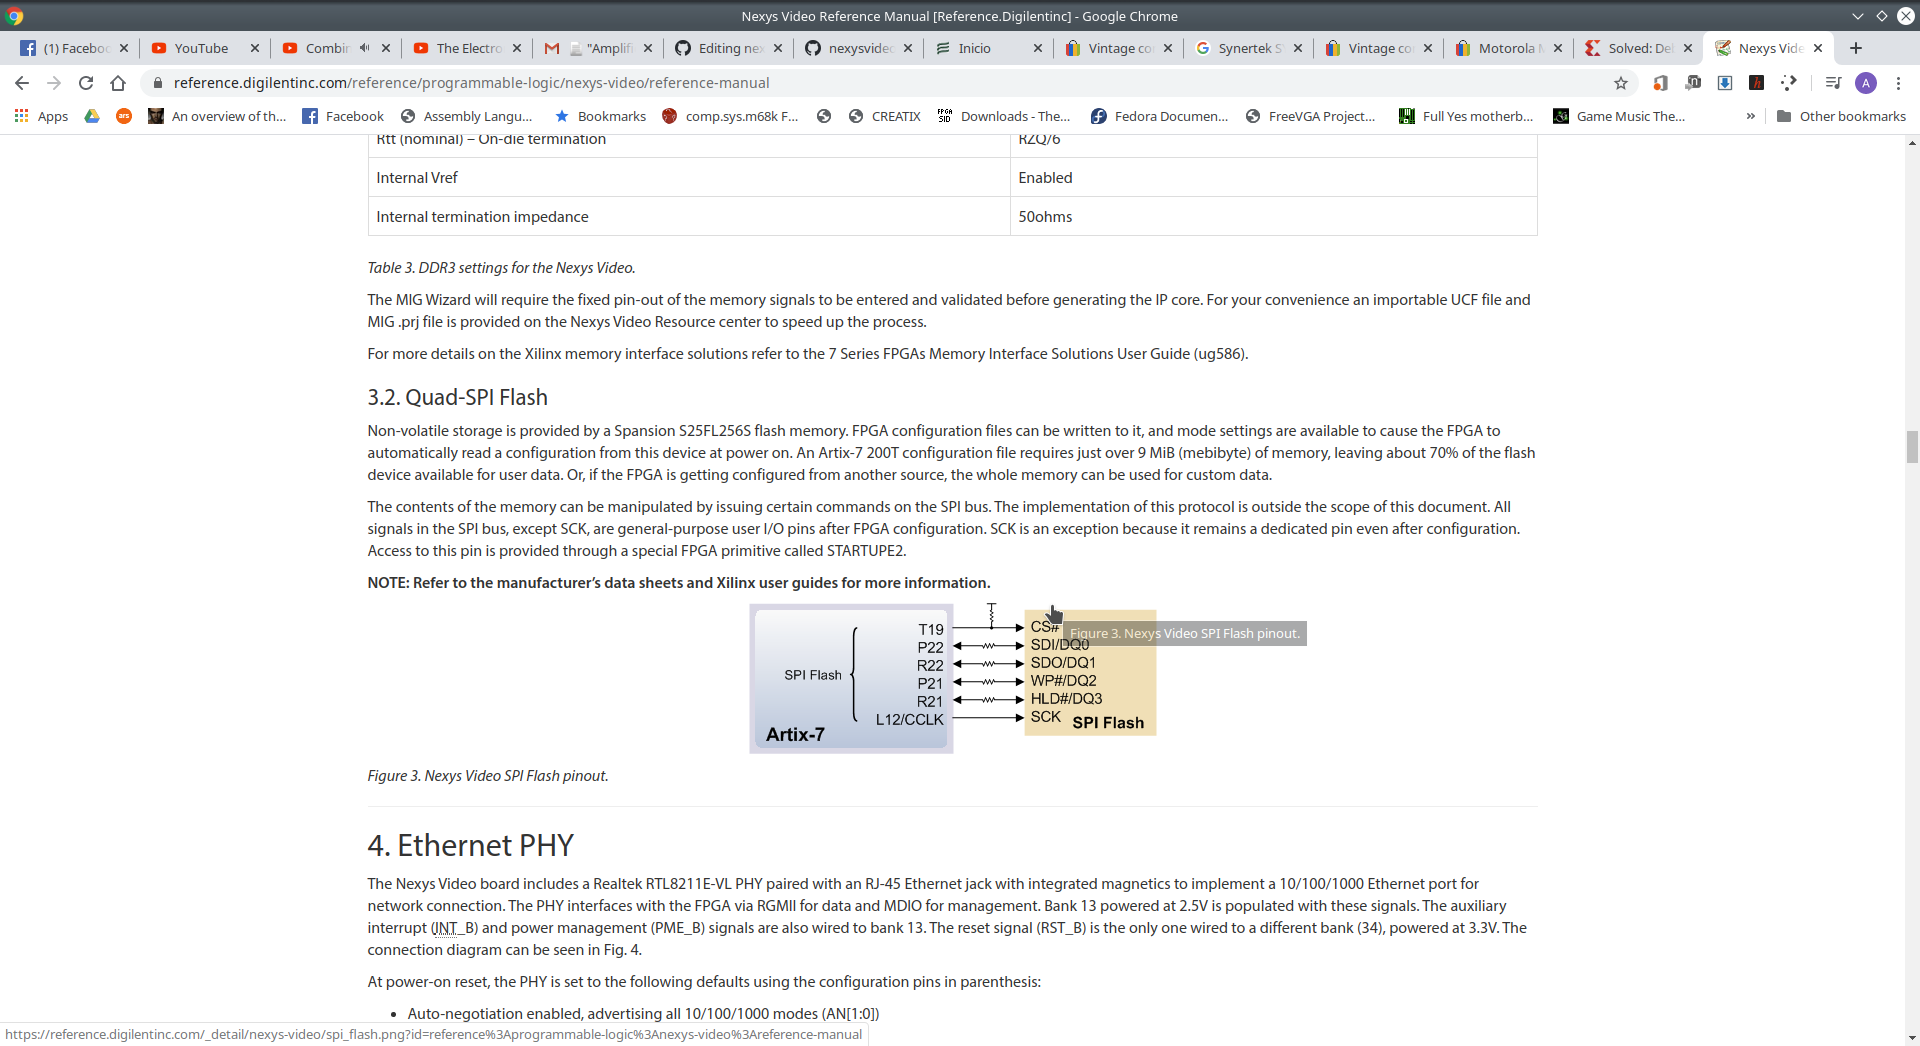 Nexys Video Reference Manual [Reference.Digilentinc] - Google Chrome
(1) Faceboo
YouTube
Combin
The Electro
"Amplifi
Editing nex
nexysvideo
Inicio
Vintage co
Synertek S
Vintage co
Motorola M
Solved: De
Nexys Vide
reference.digilentinc.com/reference/programmable-logic/nexys-video/reference-manual
A
Apps
ars
An overview of th...
Facebook
Assembly Langu...
Bookmarks
comp.sys.m68k F...
CREATIX
FPGA SID
Downloads - The...
Fedora Documen...
FreeVGA Project...
Full Yes motherb...
Game Music The...
»
Other bookmarks
Rtt (nominal) – On-die termination RZQ/6
Internal Vref Enabled
Internal termination impedance 50ohms
Table 3. DDR3 settings for the Nexys Video.
The MIG Wizard will require the fixed pin-out of the memory signals to be entered and validated before generating the IP core. For your convenience an importable UCF file and
MIG .prj file is provided on the Nexys Video Resource center to speed up the process.
For more details on the Xilinx memory interface solutions refer to the 7 Series FPGAs Memory Interface Solutions User Guide (ug586).
3.2. Quad-SPI Flash
Non-volatile storage is provided by a Spansion S25FL256S flash memory. FPGA configuration files can be written to it, and mode settings are available to cause the FPGA to
automatically read a configuration from this device at power on. An Artix-7 200T configuration file requires just over 9 MiB (mebibyte) of memory, leaving about 70% of the flash
device available for user data. Or, if the FPGA is getting configured from another source, the whole memory can be used for custom data.
The contents of the memory can be manipulated by issuing certain commands on the SPI bus. The implementation of this protocol is outside the scope of this document. All
signals in the SPI bus, except SCK, are general-purpose user I/O pins after FPGA configuration. SCK is an exception because it remains a dedicated pin even after configuration.
Access to this pin is provided through a special FPGA primitive called STARTUPE2.
NOTE: Refer to the manufacturer's data sheets and Xilinx user guides for more information.
SPI Flash
T19
P22
R22
P21
R21
L12/CCLK
Artix-7
CS#
SDI/DQ0
SDO/DQ1
WP#/DQ2
HLD#/DQ3
SCK
SPI Flash
Figure 3. Nexys Video SPI Flash pinout.
Figure 3. Nexys Video SPI Flash pinout.
4. Ethernet PHY
The Nexys Video board includes a Realtek RTL8211E-VL PHY paired with an RJ-45 Ethernet jack with integrated magnetics to implement a 10/100/1000 Ethernet port for
network connection. The PHY interfaces with the FPGA via RGMII for data and MDIO for management. Bank 13 powered at 2.5V is populated with these signals. The auxiliary
interrupt (INT_B) and power management (PME_B) signals are also wired to bank 13. The reset signal (RST_B) is the only one wired to a different bank (34), powered at 3.3V. The
connection diagram can be seen in Fig. 4.
At power-on reset, the PHY is set to the following defaults using the configuration pins in parenthesis:
• Auto-negotiation enabled, advertising all 10/100/1000 modes (AN[1:0])
https://reference.digilentinc.com/_detail/nexys-video/spi_flash.png?id=reference%3Aprogrammable-logic%3Anexys-video%3Areference-manual